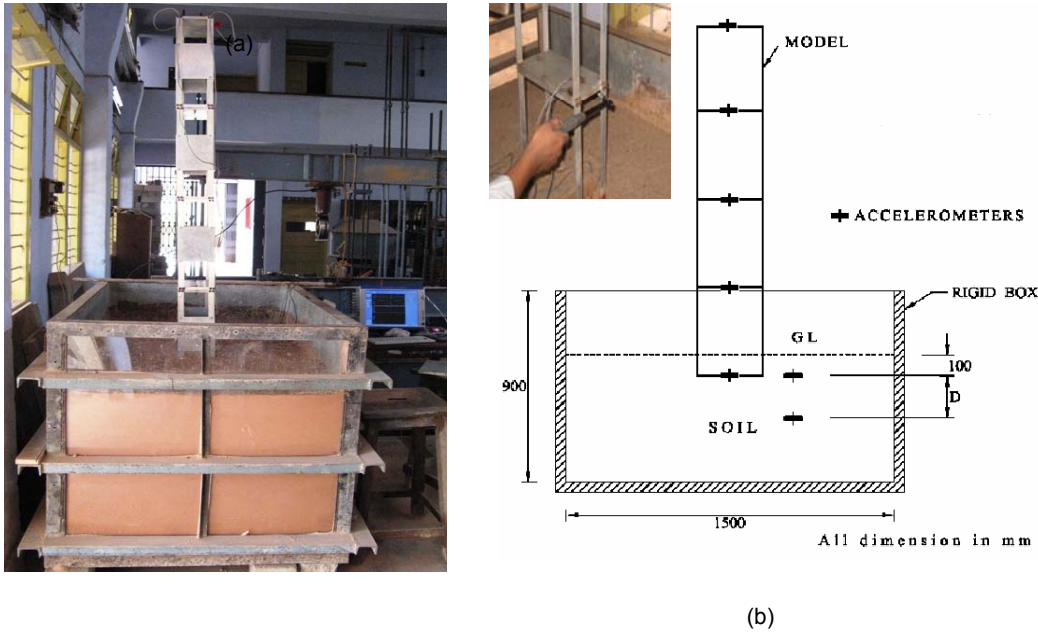 (a)
MODEL
ACCELEROMETERS
RIGID BOX
GL
100
900
D
SOIL
1500
All dimension in mm
(b)